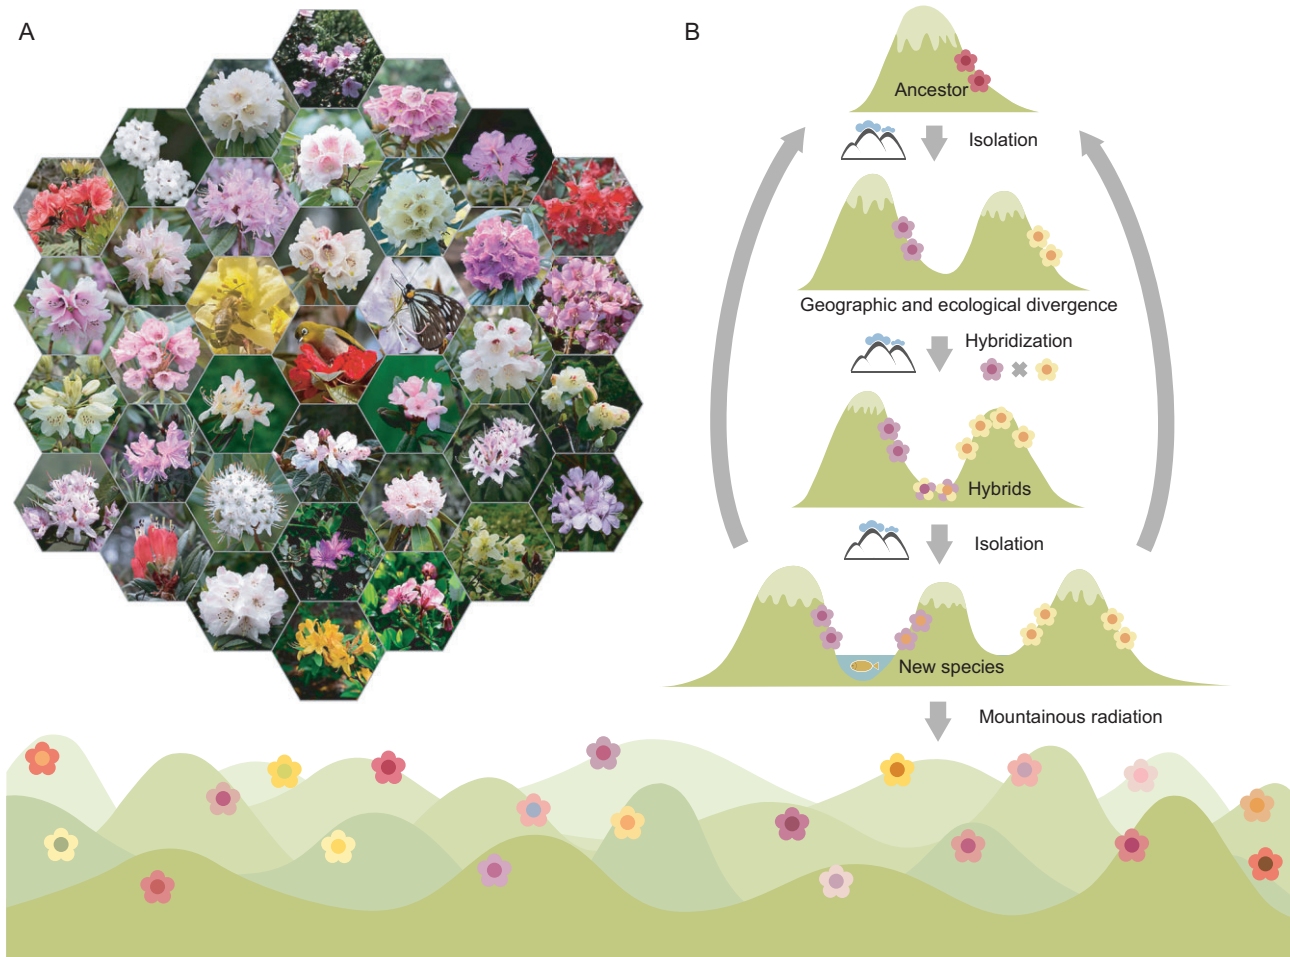 A
B
Ancestor
Isolation
Geographic and ecological divergence
Hybridization
Hybrids
Isolation
New species
Mountainous radiation